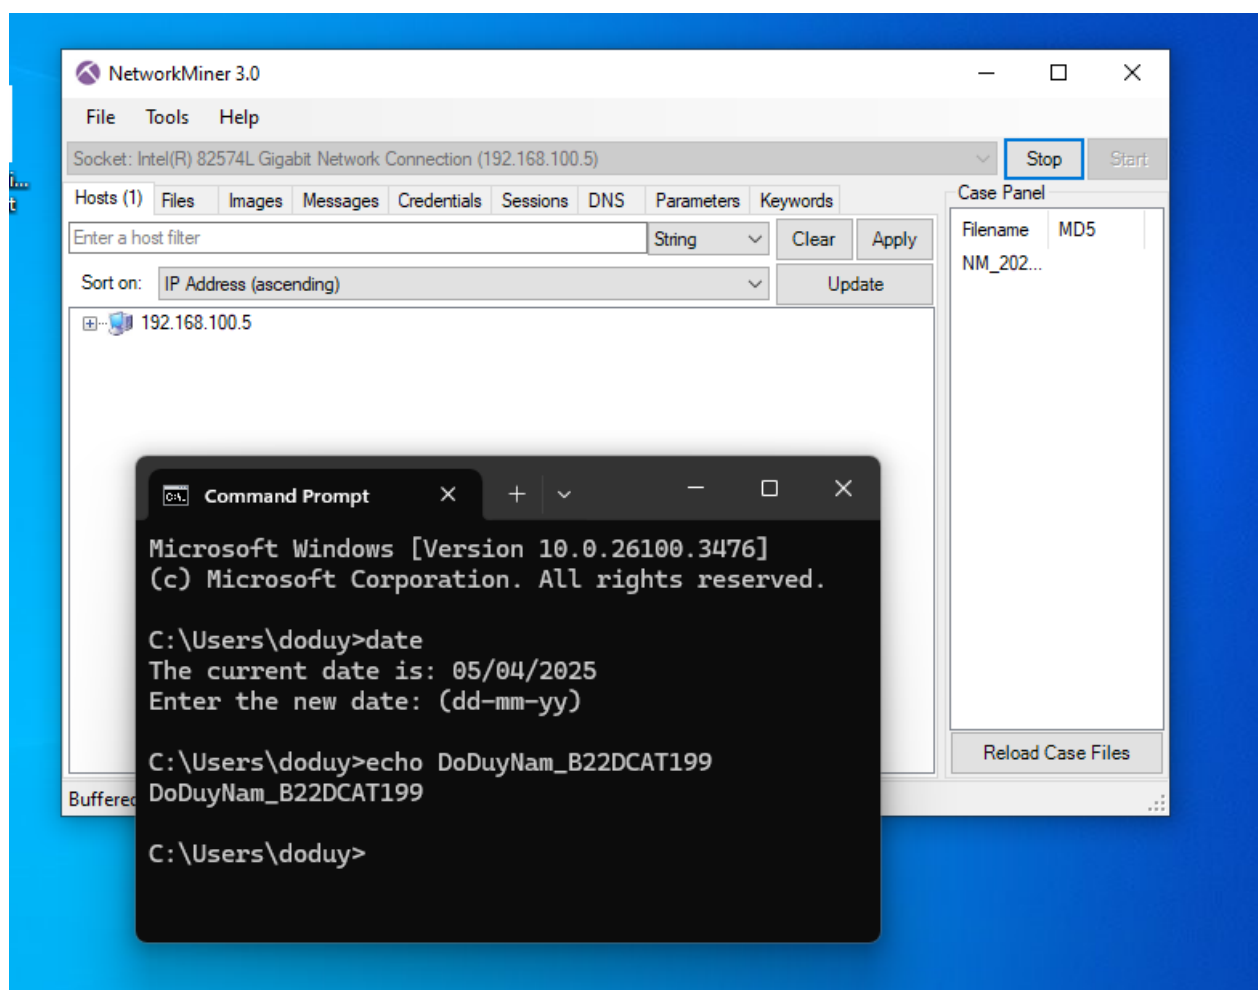 NetworkMiner 3.0
File Tools Help
Socket: Intel(R) 82574L Gigabit Network Connection (192.168.100.5) Stop Start
Hosts (1) Files Images Messages Credentials Sessions DNS Parameters Keywords
Case Panel
Enter a host filter String Clear Apply
Filename MD5
NM_202...
Sort on: IP Address (ascending) Update
192.168.100.5
Command Prompt
Microsoft Windows [Version 10.0.26100.3476]
(c) Microsoft Corporation. All rights reserved.
C:\Users\doduy>date
The current date is: 05/04/2025
Enter the new date: (dd-mm-yy)
C:\Users\doduy>echo DoDuyNam_B22DCAT199
DoDuyNam_B22DCAT199
C:\Users\doduy>
Reload Case Files